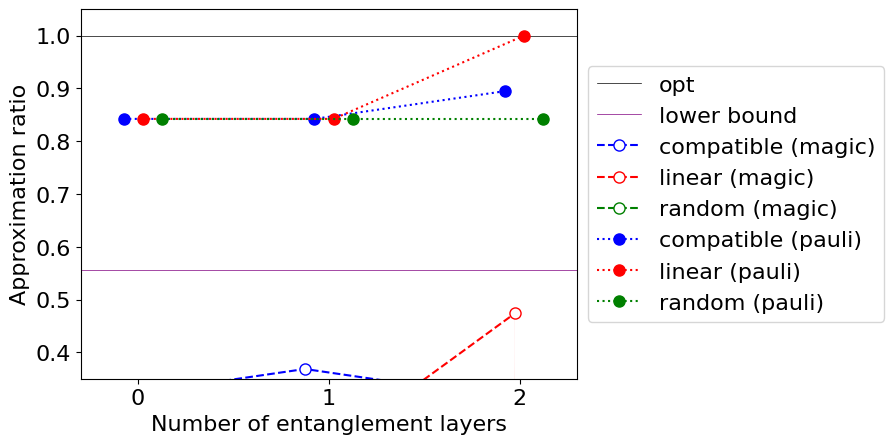 1.0
0.9
0.8
0.7
0.6
0.5
0.4
Approximation ratio
0
1
2
Number of entanglement layers
opt
lower bound
compatible (magic)
linear (magic)
random (magic)
compatible (pauli)
linear (pauli)
random (pauli)